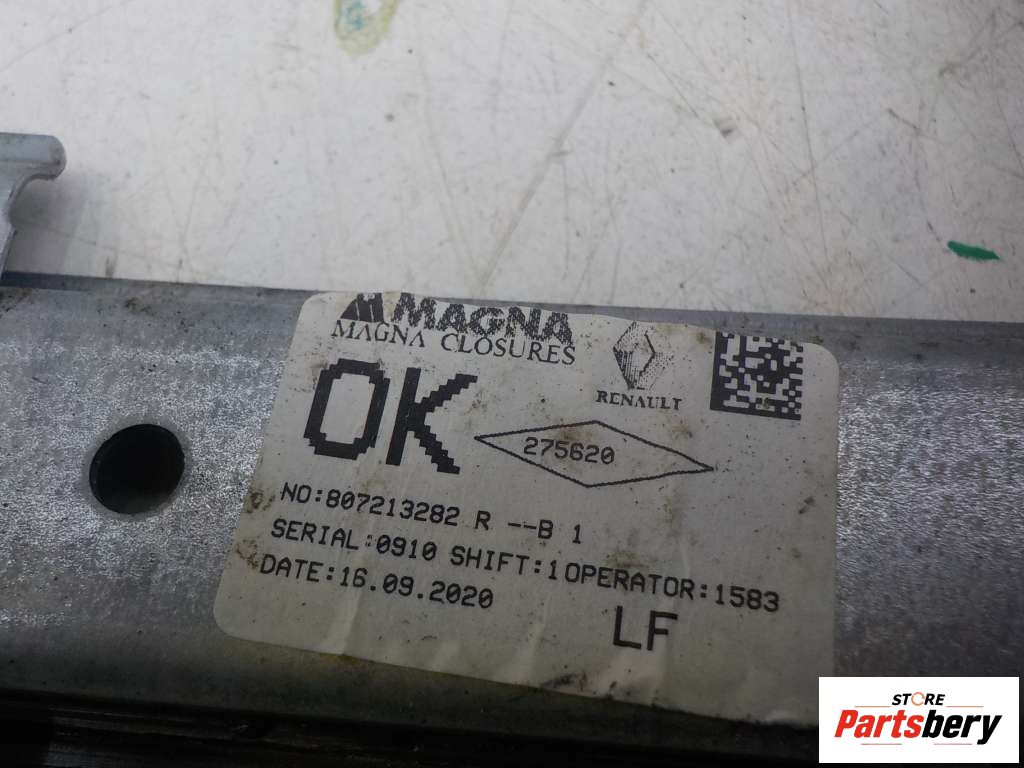 MAGNA
MAGNA CLOSURES
RENAULT
OK
275620
NO:807213282 R --B 1
SERIAL:0910 SHIFT:1OPERATOR:1583
DATE:16.09.2020
LF
STORE
Partsbery